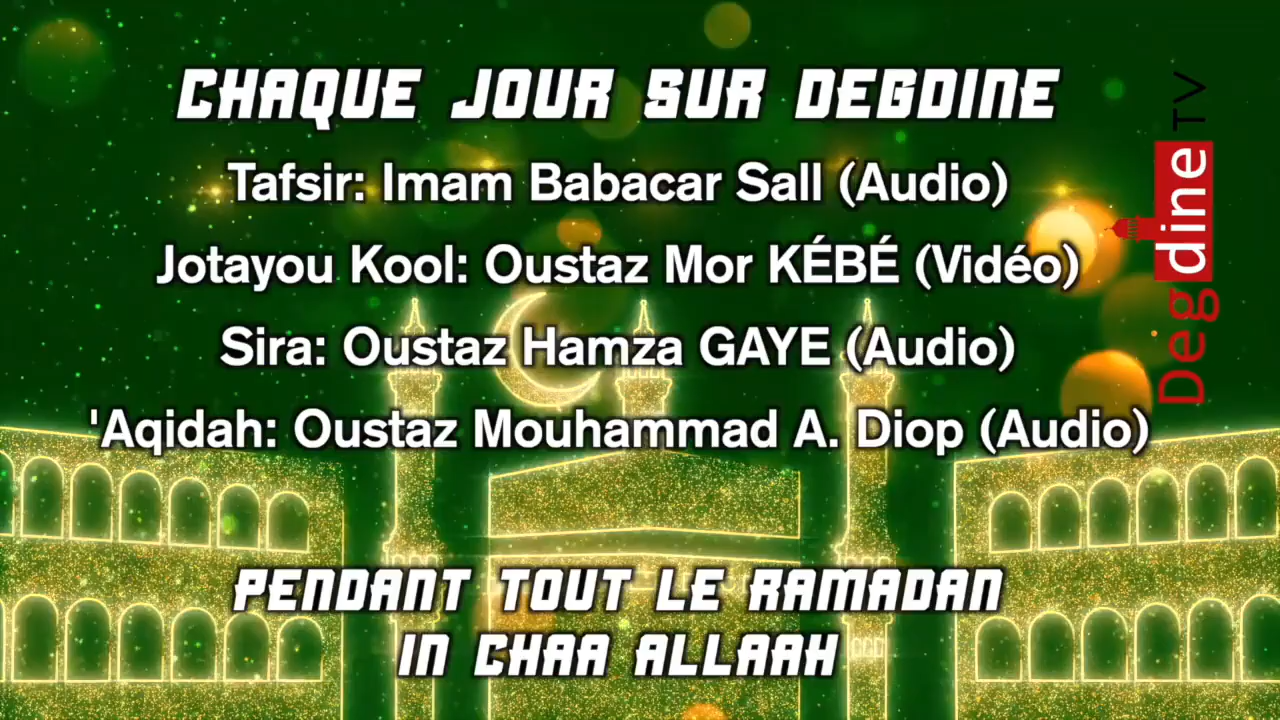 CHAQUE JOUR SUR DEGDINE
Tafsir: Imam Babacar Sall (Audio)
Jotayou Kool: Oustaz Mor KÉBÉ (Vidéo)
Sira: Oustaz Hamza GAYE (Audio)
'Aqidah: Oustaz Mouhammad A. Diop (Audio)
PENDANT TOUT LE RAMADAN
IN CHAA ALLAAH
Degdine TV